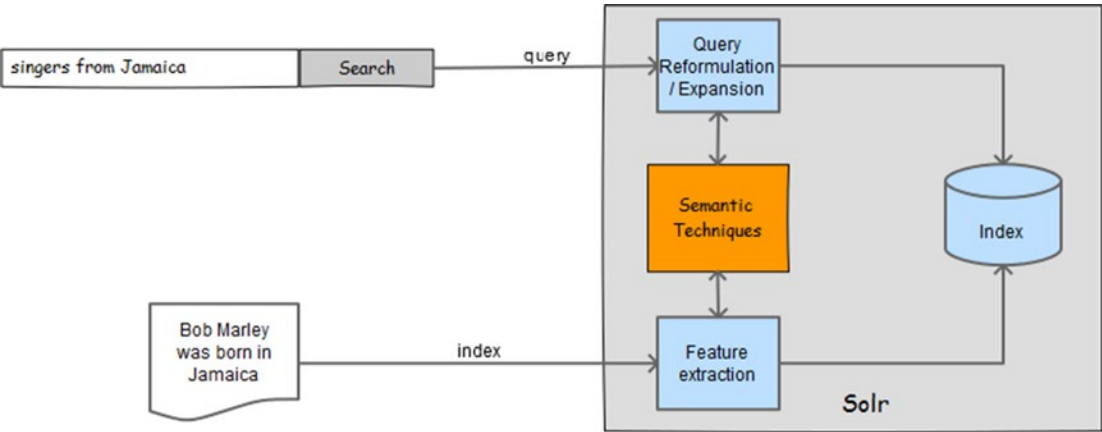 singers from Jamaica
Search
query
Query
Reformulation
/ Expansion
Semantic
Techniques
Index
Bob Marley
was born in
Jamaica
index
Feature
extraction
Solr